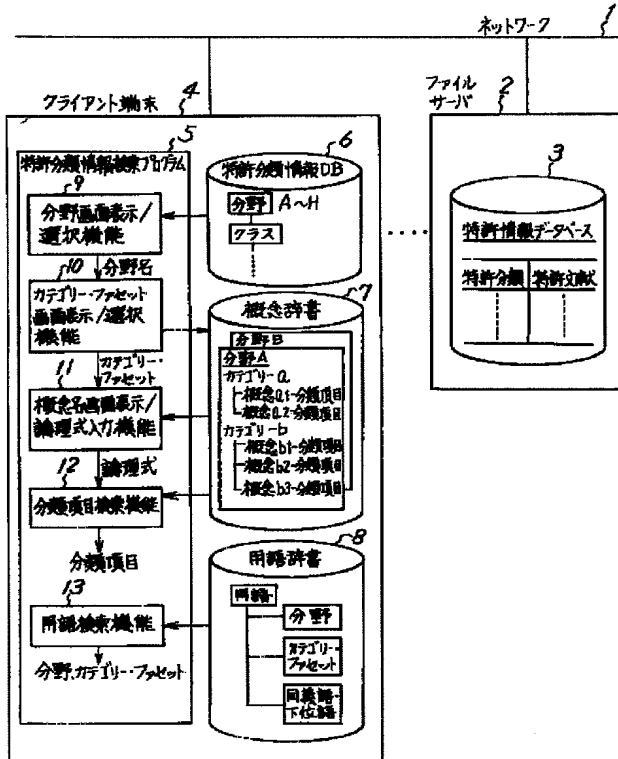 ネットワーク
1
クライアント端末
4
ファイル
サーバ
2
5
特許分類情報検索プログラム
9
分野画面表示/
選択機能
分野名
10
カテゴリー・ファセット
画面表示/選択
機能
カテゴリー・
ファセット
11
概念名画面表示/
論理式入力機能
論理式
12
分類項目検索機能
分類項目
13
用語検索機能
分野,カテゴリー・ファセット
6
特許分類情報DB
分野
A~H
クラス
7
概念辞書
分野B
分野A
カテゴリーa
概念a1-分類項目
概念a2-分類項目
カテゴリーb
概念b1-分類項目
概念b2-分類項目
概念b3-分類項目
8
用語辞書
用語
分野
カテゴリー・
ファセット
同義語・
下位語
3
特許情報データベース
特許分類
特許文献